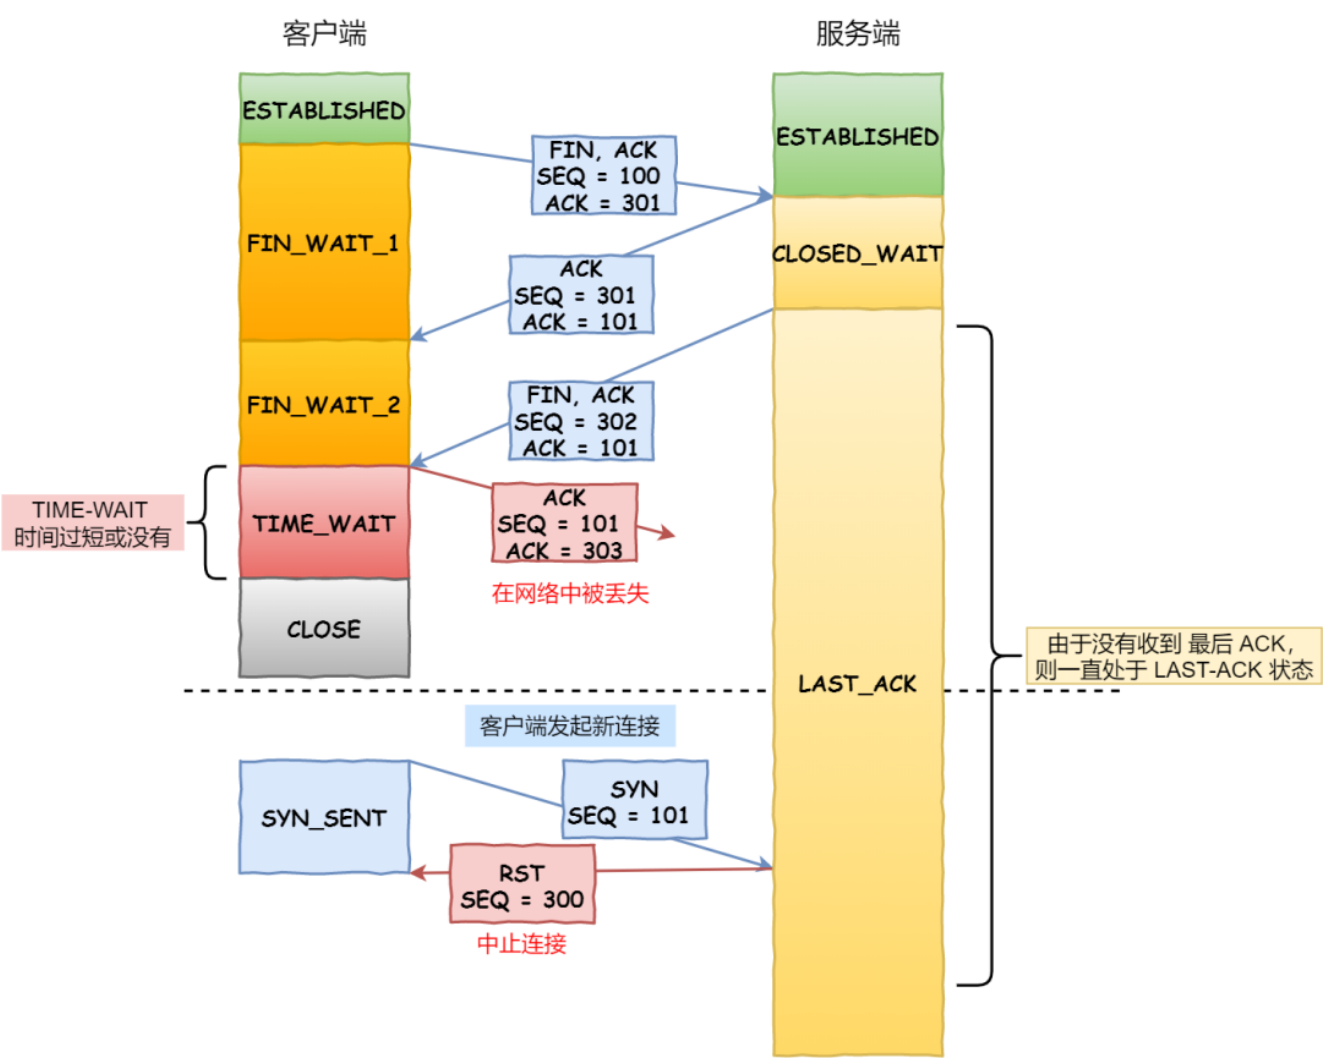 客户端
服务端
ESTABLISHED
ESTABLISHED
FIN, ACK
SEQ = 100
ACK = 301
FIN_WAIT_1
CLOSED_WAIT
ACK
SEQ = 301
ACK = 101
FIN_WAIT_2
FIN, ACK
SEQ = 302
ACK = 101
TIME-WAIT
时间过短或没有
TIME_WAIT
ACK
SEQ = 101
ACK = 303
在网络中被丢失
CLOSE
LAST_ACK
由于没有收到 最后 ACK，
则一直处于 LAST-ACK 状态
客户端发起新连接
SYN_SENT
SYN
SEQ = 101
RST
SEQ = 300
中止连接